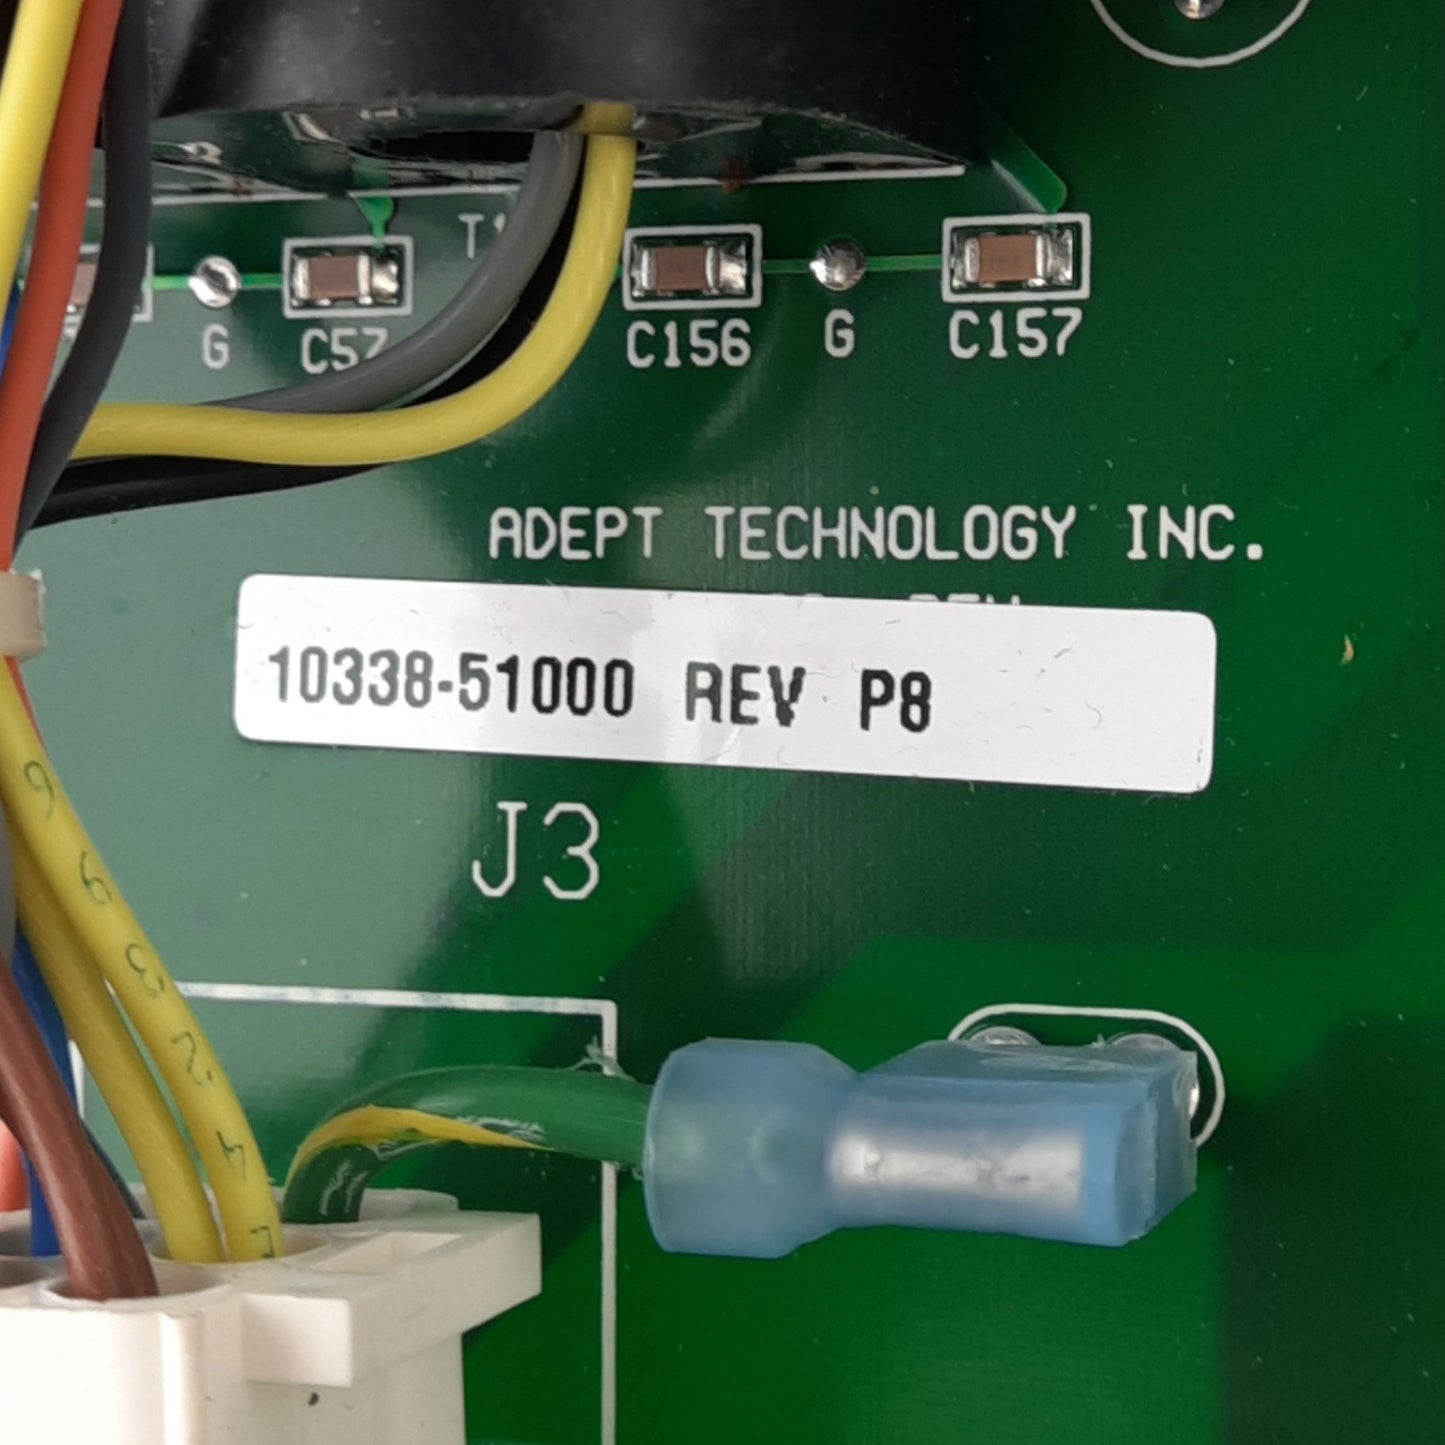 G
C57
C156
G
C157
ADEPT TECHNOLOGY INC.
10338-51000 REV P8
J3